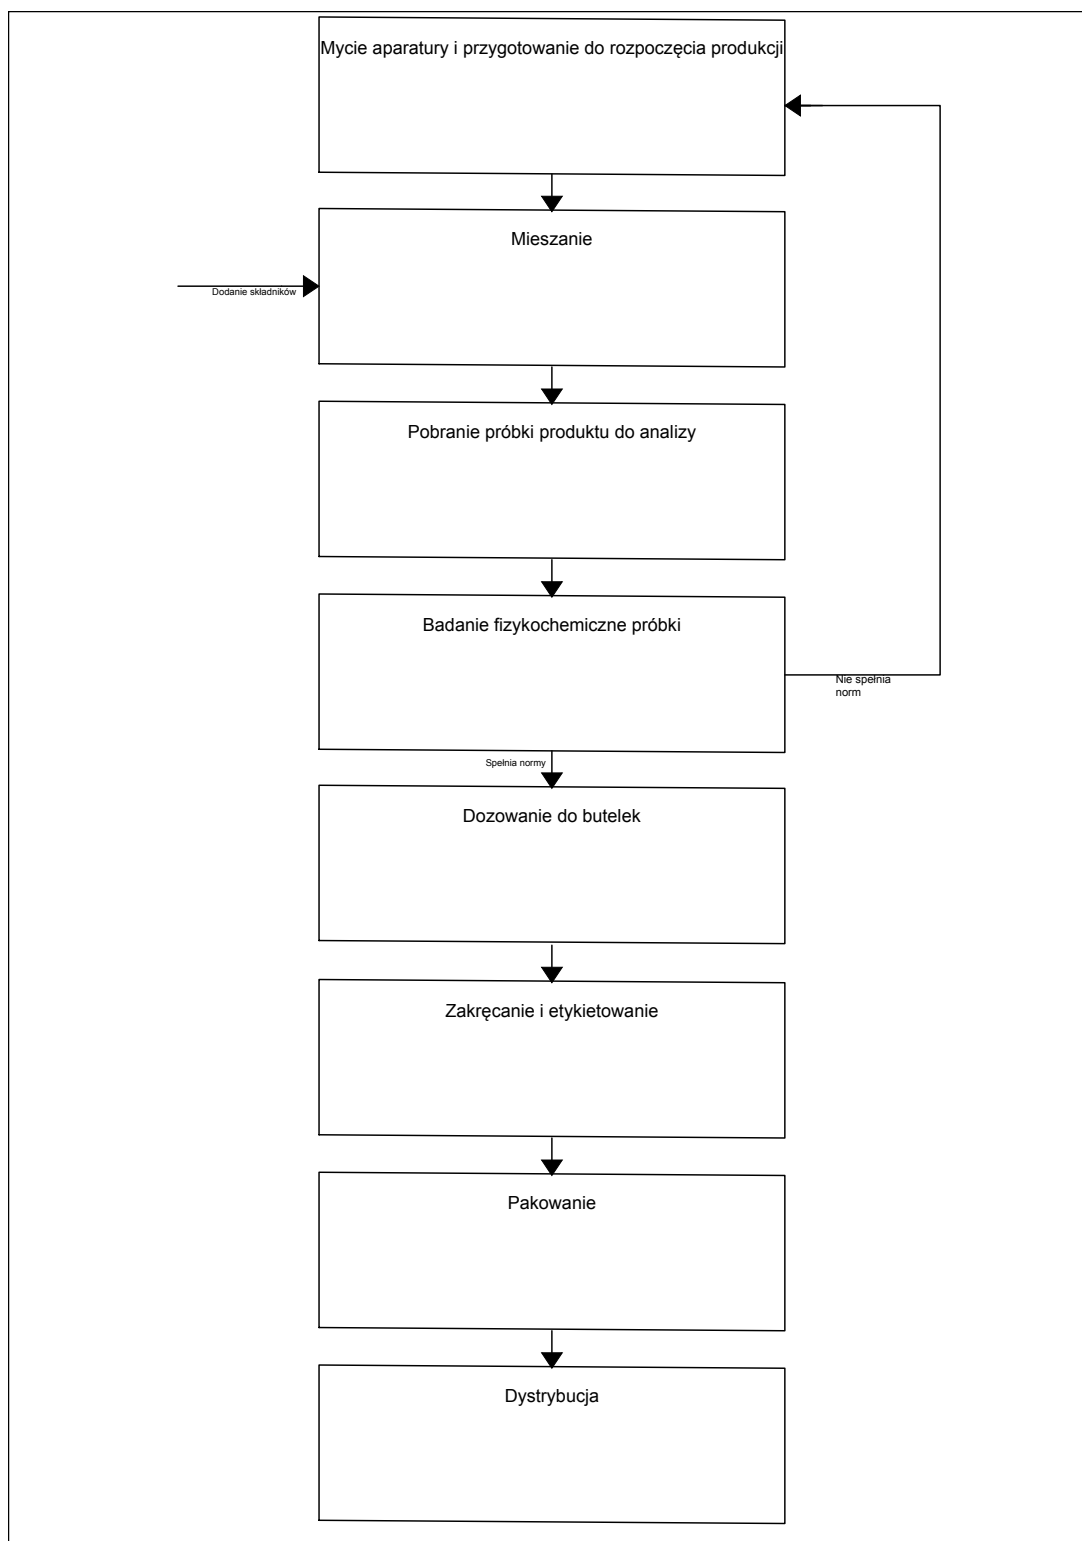 Mycie aparatury i przygotowanie do rozpoczęcia produkcji
Mieszanie
Dodanie składników
Pobranie próbki produktu do analizy
Badanie fizykochemiczne próbki
Nie spełnia
norm
Spełnia normy
Dozowanie do butelek
Zakręcanie i etykietowanie
Pakowanie
Dystrybucja